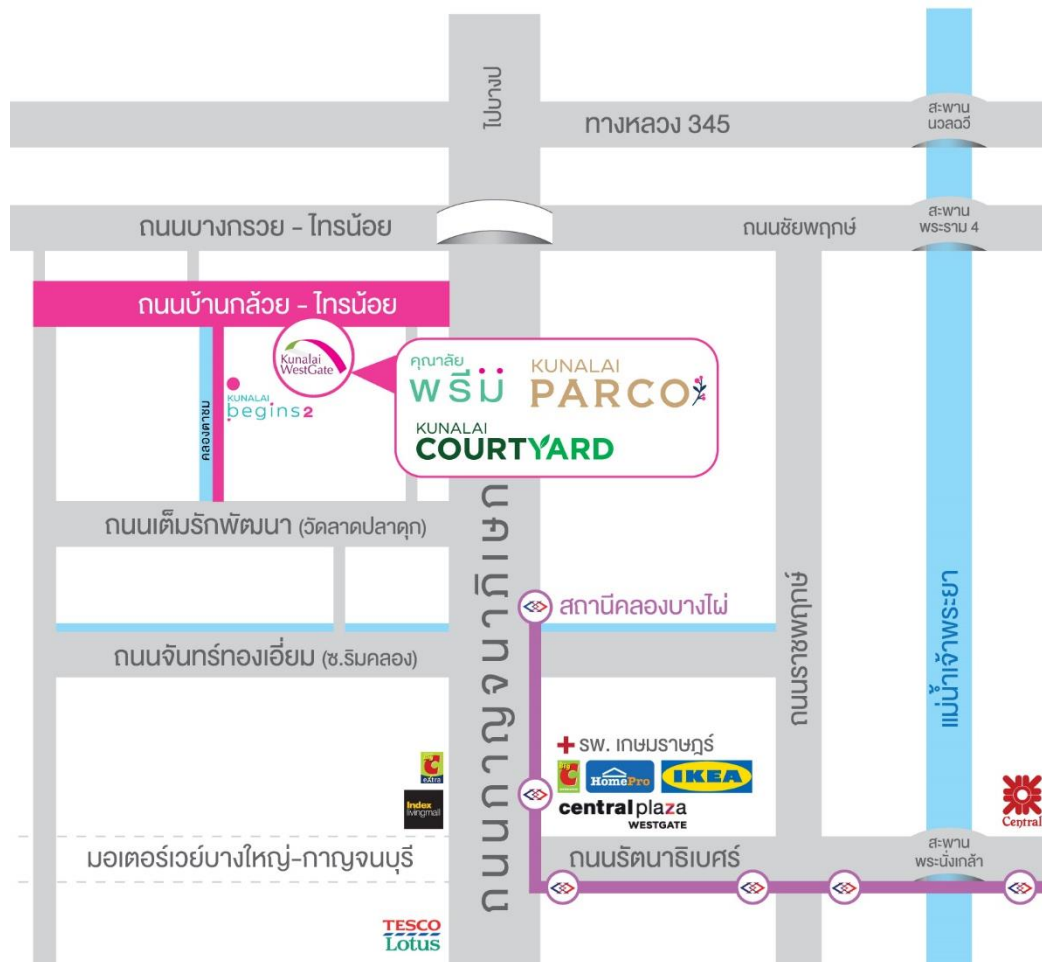 ไปบางป
ทางหลวง 345
สะพาน
นวลฉวี
ถนนบางกรวย - ไทรน้อย
ถนนชัยพฤกษ์
สะพาน
พระราม 4
ถนนบ้านกล้วย - ไทรน้อย
Kunalai
WestGate
คุณาลัย
พรีม
KUNALAI
PARCO
KUNALAI
COURTYARD
KUNALAI
begins2
คลองตาชม
ถนนเต็มรักพัฒนา (วัดลาดปลาดุก)
ถนนกาญจนาภิเษก
สถานีคลองบางไผ่
ถนนจันทร์ทองเอี่ยม (ซ.ริมคลอง)
ถนนราชพฤกษ์
แม่น้ำเจ้าพระยา
รพ. เกษมราษฎร์
Big C
extra
HomePro
IKEA
Index
livingmall
centralplaza
WESTGATE
Central
มอเตอร์เวย์บางใหญ่-กาญจนบุรี
ถนนรัตนาธิเบศร์
สะพาน
พระนั่งเกล้า
TESCO
Lotus